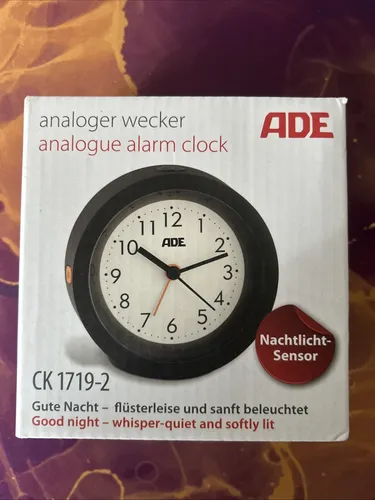 analoger wecker
analogue alarm clock
ADE
12
11
1
10
2
ADE
9
3
8
4
7
5
6
Nachtlicht-
Sensor
CK 1719-2
Gute Nacht – flüsterleise und sanft beleuchtet
Good night – whisper-quiet and softly lit